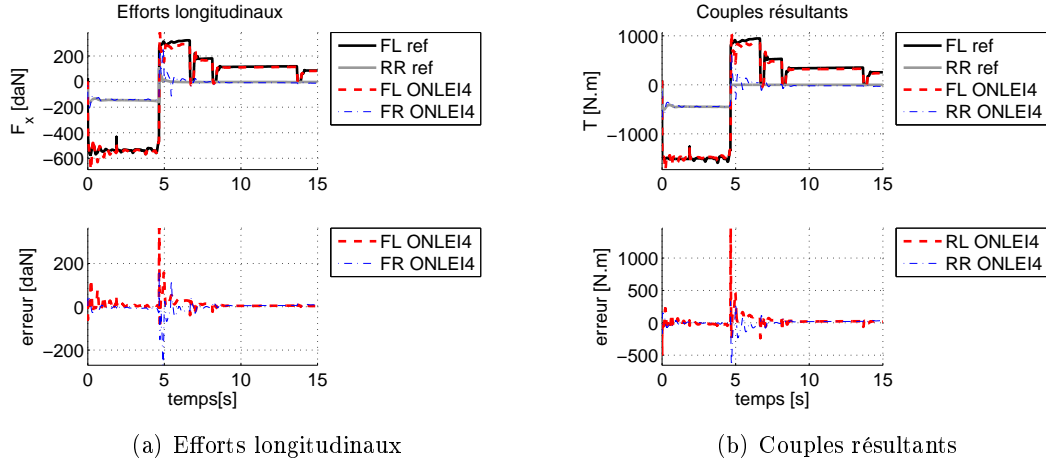 Efforts longitudinaux
200
0
−200
−400
−600
F_x [daN]
0
5
10
15
FL ref
RR ref
FL ONLEI4
FR ONLEI4
200
0
−200
erreur [daN]
0
5
10
15
temps[s]
FL ONLEI4
FR ONLEI4
(a) Efforts longitudinaux
Couples résultants
1000
0
−1000
T [N.m]
0
5
10
15
FL ref
RR ref
FL ONLEI4
RR ONLEI4
1000
500
0
−500
erreur [N.m]
0
5
10
15
temps [s]
RL ONLEI4
RR ONLEI4
(b) Couples résultants